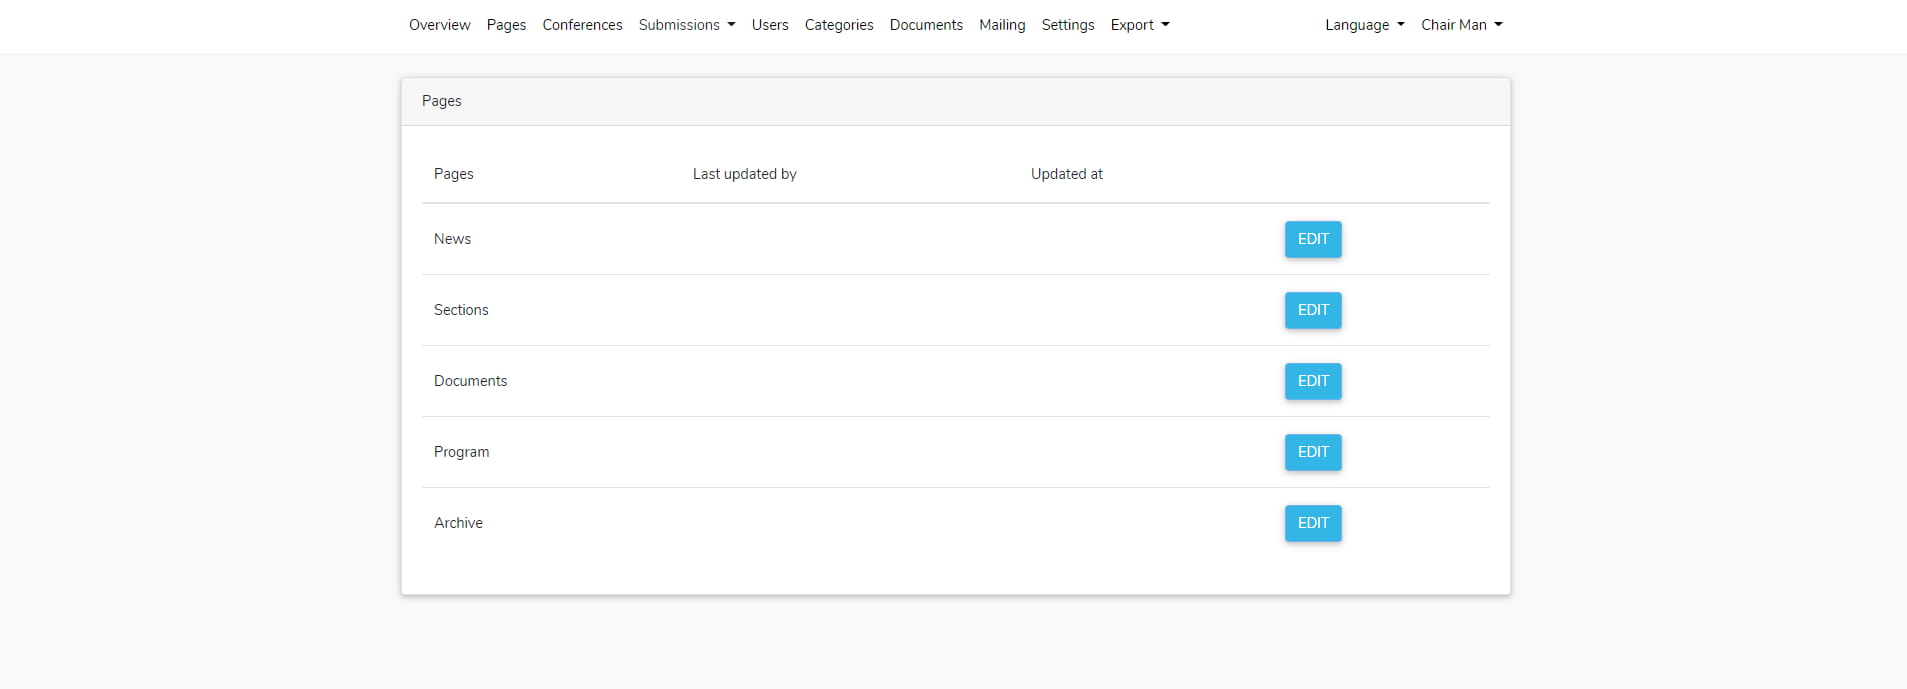 Overview Pages Conferences Submissions Users Categories Documents Mailing Settings Export Language Chair Man
Pages
Pages Last updated by Updated at
News EDIT
Sections EDIT
Documents EDIT
Program EDIT
Archive EDIT